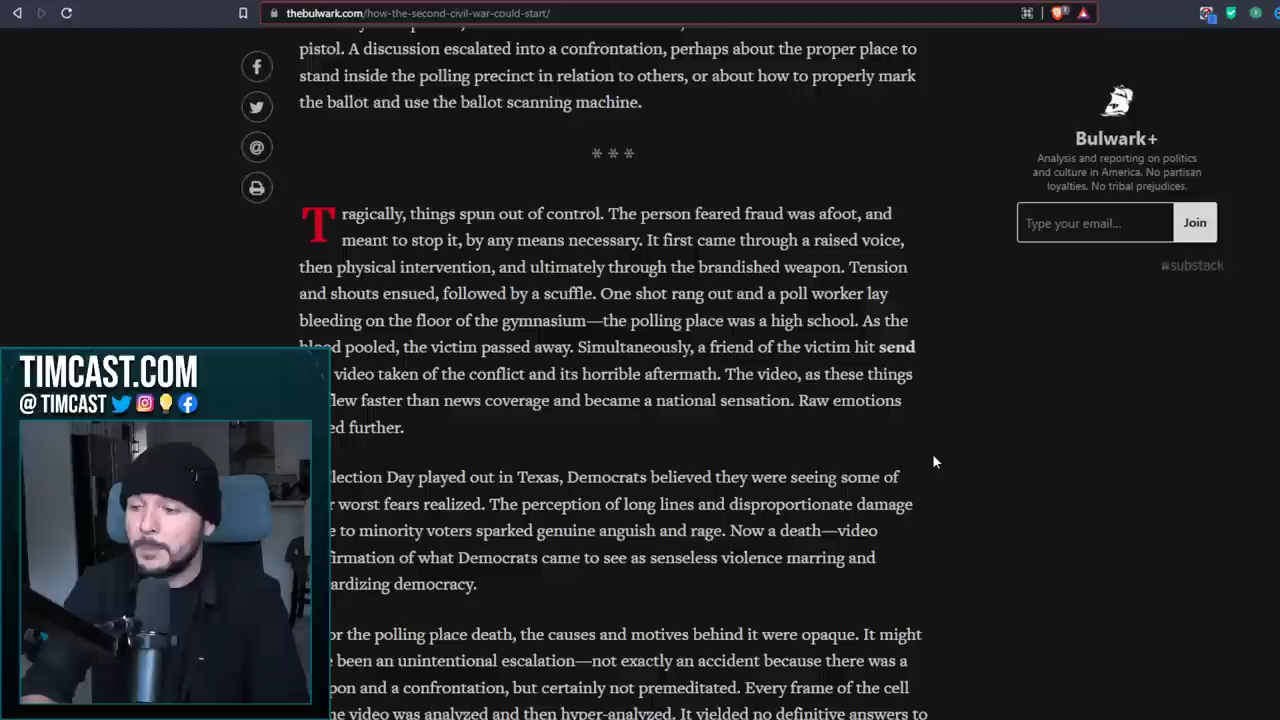 thebulwark.com/how-the-second-civil-war-could-start/
pistol. A discussion escalated into a confrontation, perhaps about the proper place to
stand inside the polling precinct in relation to others, or about how to properly mark
the ballot and use the ballot scanning machine.
***
Tragically, things spun out of control. The person feared fraud was afoot, and
meant to stop it, by any means necessary. It first came through a raised voice,
then physical intervention, and ultimately through the brandished weapon. Tension
and shouts ensued, followed by a scuffle. One shot rang out and a poll worker lay
bleeding on the floor of the gymnasium—the polling place was a high school. As the
blood pooled, the victim passed away. Simultaneously, a friend of the victim hit send
video taken of the conflict and its horrible aftermath. The video, as these things
flew faster than news coverage and became a national sensation. Raw emotions
ed further.
lection Day played out in Texas, Democrats believed they were seeing some of
r worst fears realized. The perception of long lines and disproportionate damage
e to minority voters sparked genuine anguish and rage. Now a death—video
firmation of what Democrats came to see as senseless violence marring and
ardizing democracy.
or the polling place death, the causes and motives behind it were opaque. It might
been an unintentional escalation—not exactly an accident because there was a
pon and a confrontation, but certainly not premeditated. Every frame of the cell
ne video was analyzed and then hyper-analyzed. It yielded no definitive answers to
Bulwark+
Analysis and reporting on politics
and culture in America. No partisan
loyalties. No tribal prejudices.
Type your email...
Join
substack
TIMCAST.COM
@ TIMCAST